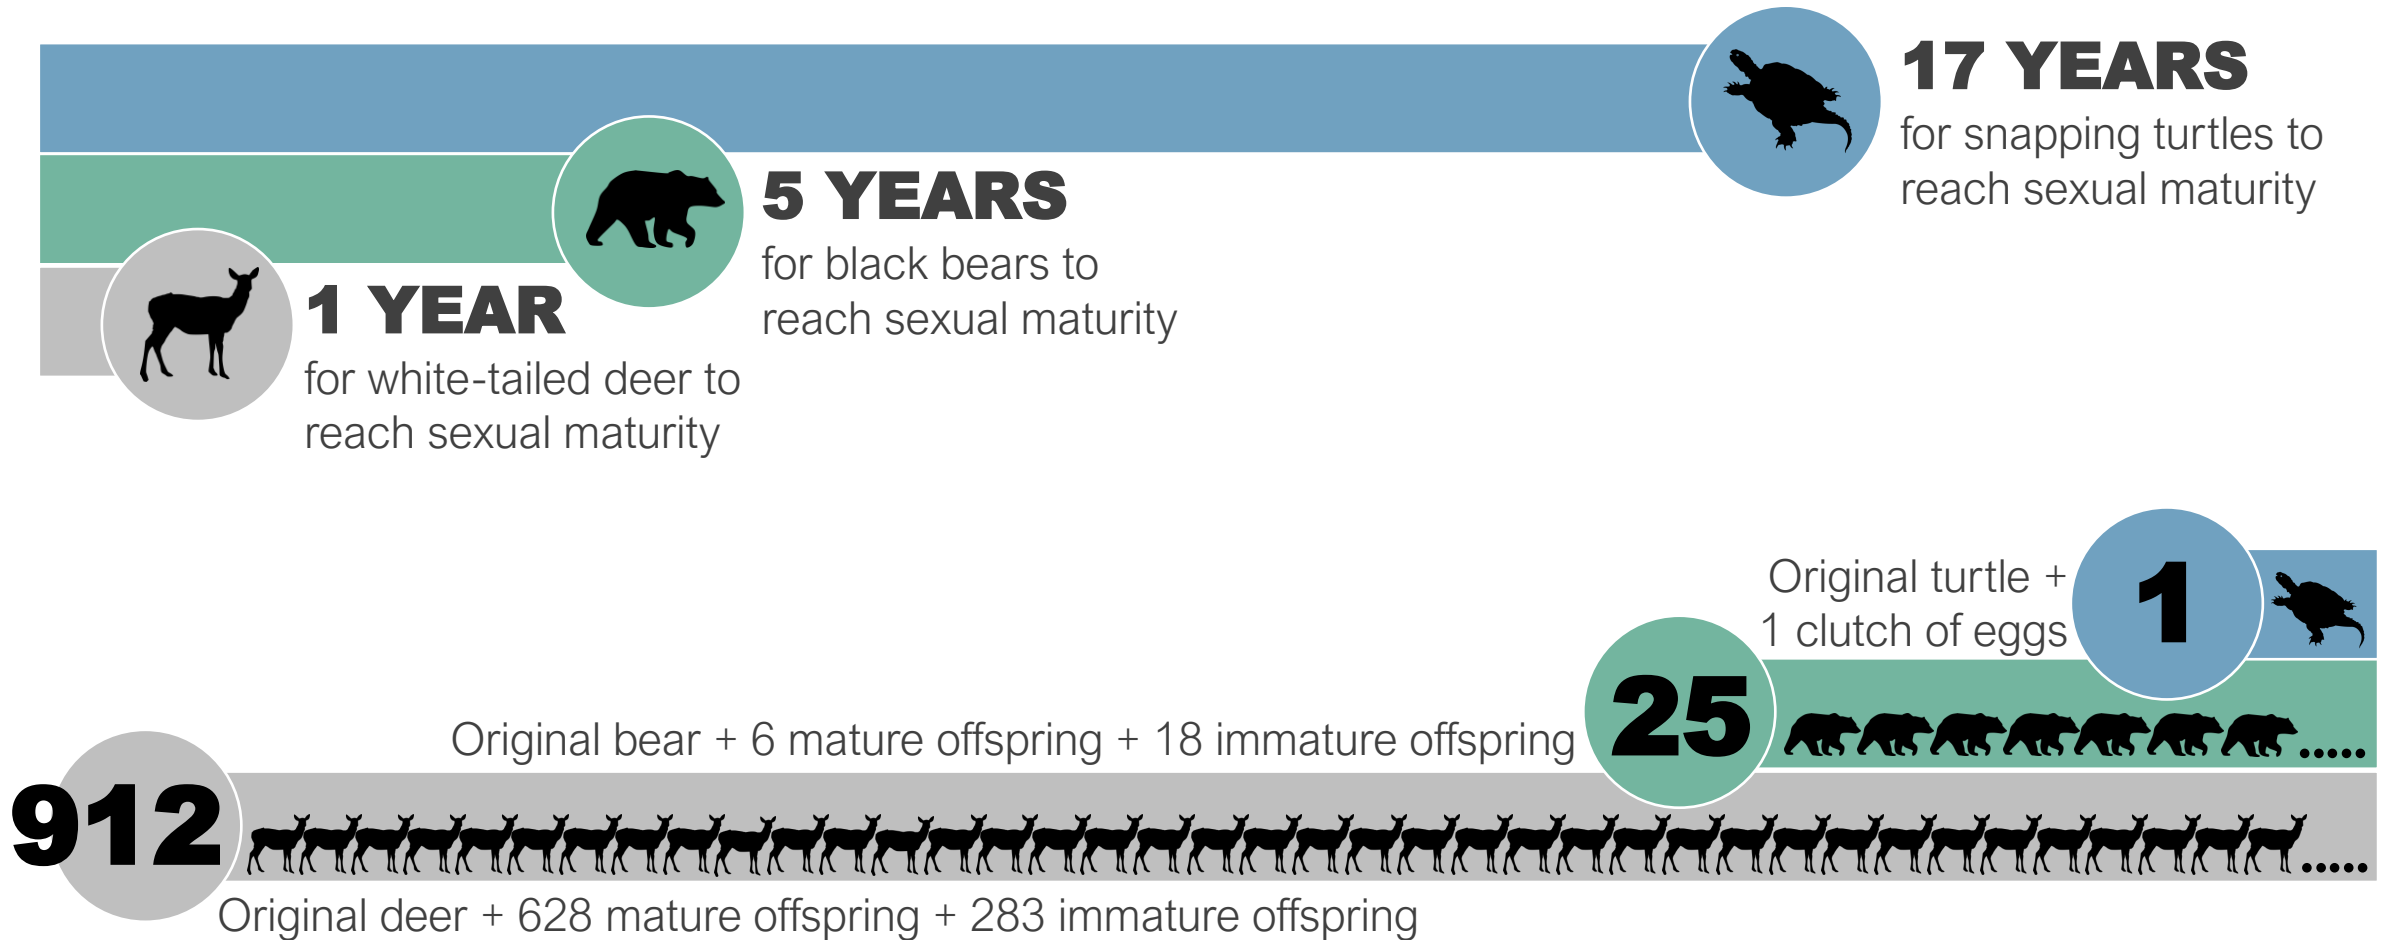 17 YEARS
for snapping turtles to
reach sexual maturity
5 YEARS
for black bears to
reach sexual maturity
1 YEAR
for white-tailed deer to
reach sexual maturity
Original turtle +
1 clutch of eggs
1
Original bear + 6 mature offspring + 18 immature offspring
25
912
Original deer + 628 mature offspring + 283 immature offspring